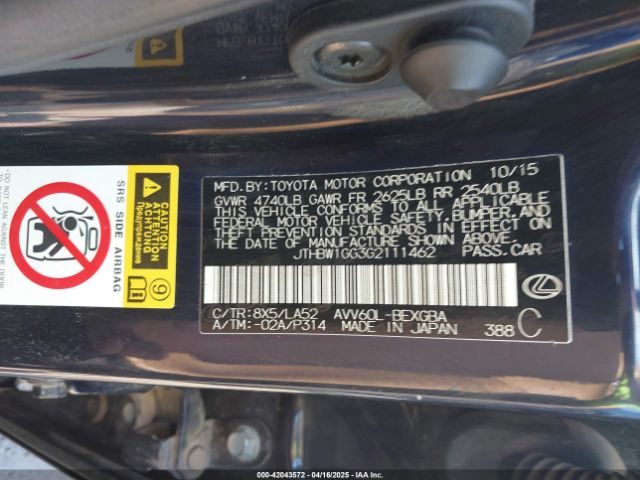 MFD. BY: TOYOTA MOTOR CORPORATION 10/15
GVWR 4740LB GAWR FR 2625LB RR 2540LB
THIS VEHICLE CONFORMS TO ALL APPLICABLE
FEDERAL MOTOR VEHICLE SAFETY, BUMPER, AND
THEFT PREVENTION STANDARDS IN EFFECT ON
THE DATE OF MANUFACTURE SHOWN ABOVE.
JTHBW1GG3G2111462 PASS. CAR
C/TR: 8X5/LA52 AVV60L-BEXGBA
A/TM: -02A/P314 MADE IN JAPAN 388 C
SRS SIDE AIRBAG
CAUTION
ATTENTION
Предупреждение
9
000-42043572 - 04/16/2025 - IAAI.COM